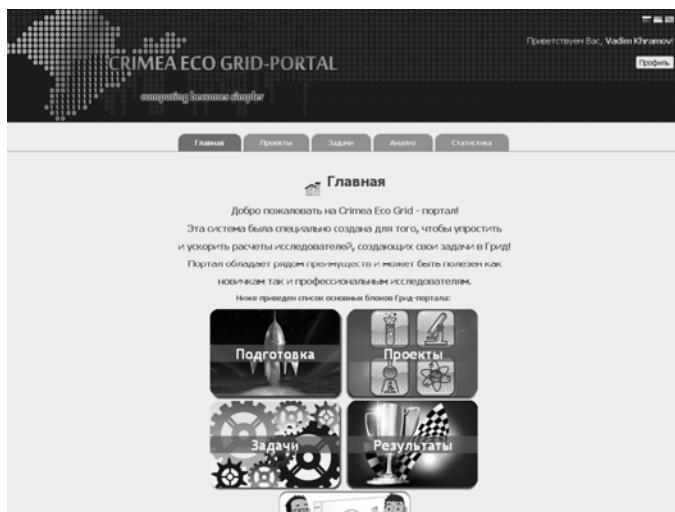 Приветствуем Вас, Vadim Khramov!
CRIMEA ECO GRID-PORTAL
Профиль
computing becomes simpler
Главная
Проекты
Задачи
Анализ
Статистика
Главная
Добро пожаловать на Crimea Eco Grid - портал!
Эта система была специально создана для того, чтобы упростить
и ускорить расчеты исследователей, создающих свои задачи в Грид!
Портал обладает рядом преимуществ и может быть полезен как
новичкам так и профессиональным исследователям.
Ниже приведен список основных блоков Грид-портала:
Подготовка
Проекты
Задачи
Результаты